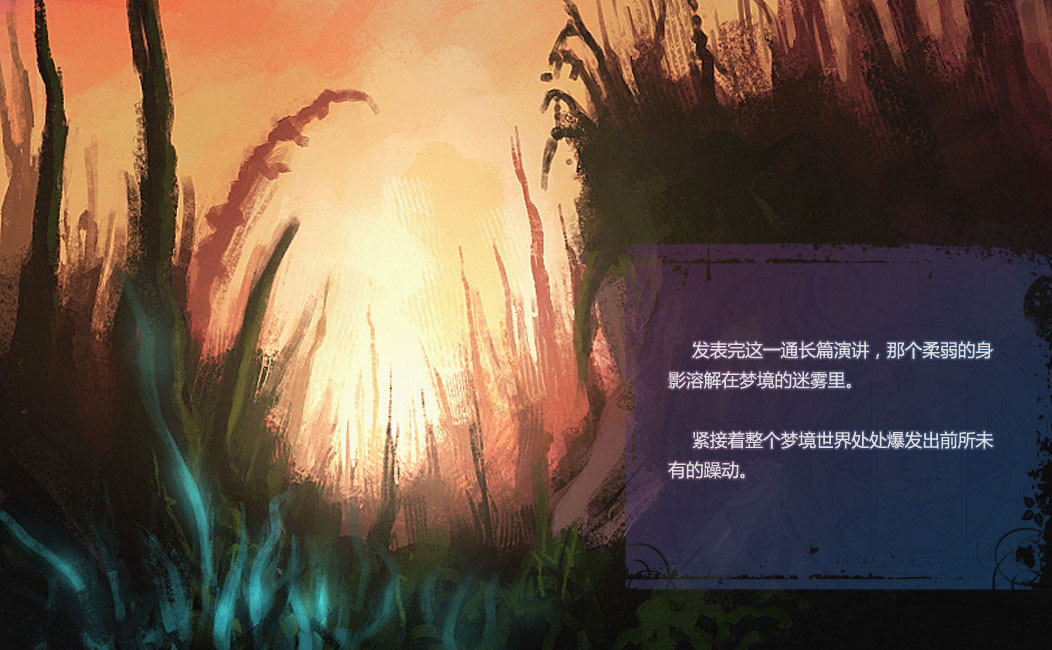 发表完这一通长篇演讲，那个柔弱的身
影溶解在梦境的迷雾里。
紧接着整个梦境世界处处爆发出前所未
有的躁动。